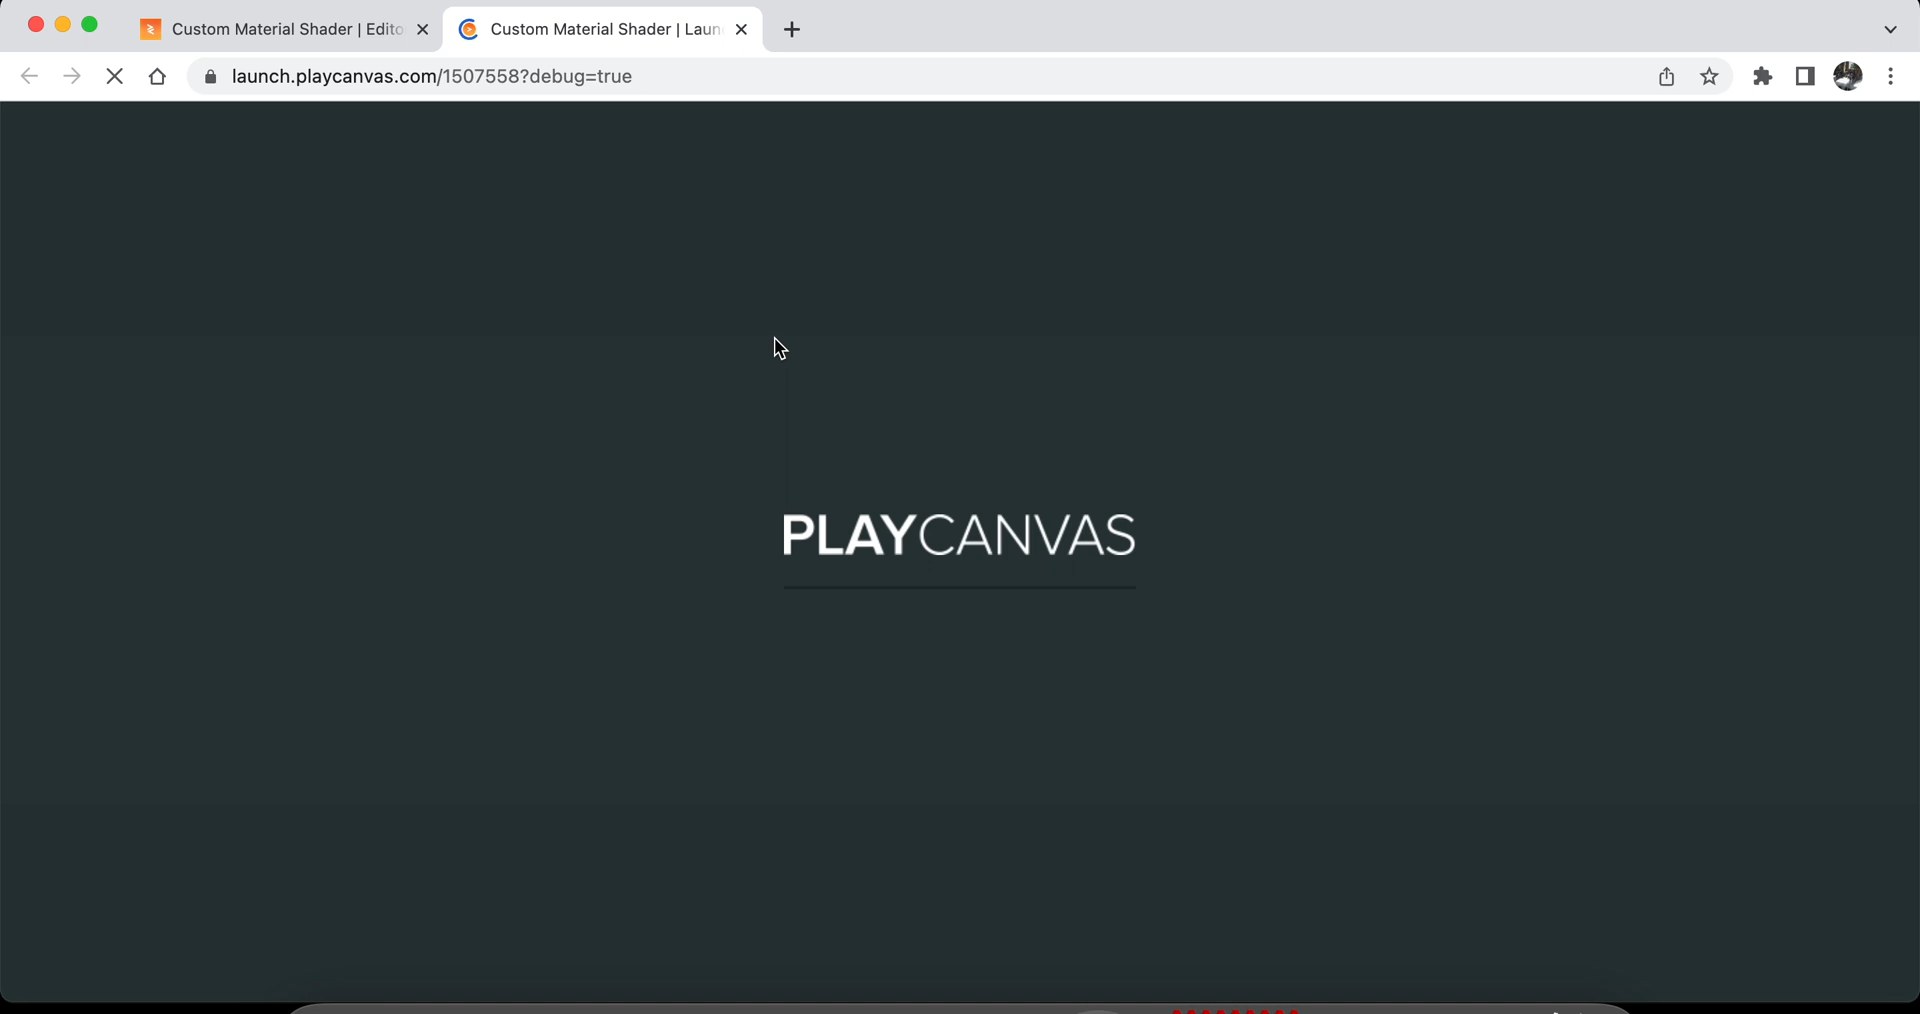 Custom Material Shader | Edito
Custom Material Shader | Laun
launch.playcanvas.com/1507558?debug=true
PLAYCANVAS